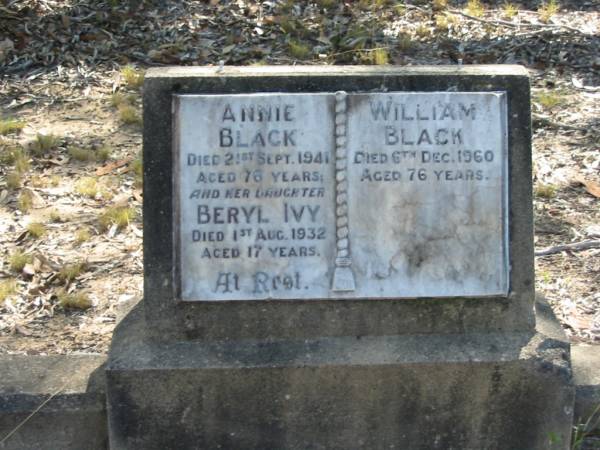 ANNIE
BLACK
DIED 21ST SEPT. 1941
AGED 76 YEARS;
AND HER DAUGHTER
BERYL IVY
DIED 1ST AUG. 1932
AGED 17 YEARS.
At Rest.
WILLIAM
BLACK
DIED 6TH DEC. 1960
AGED 76 YEARS.